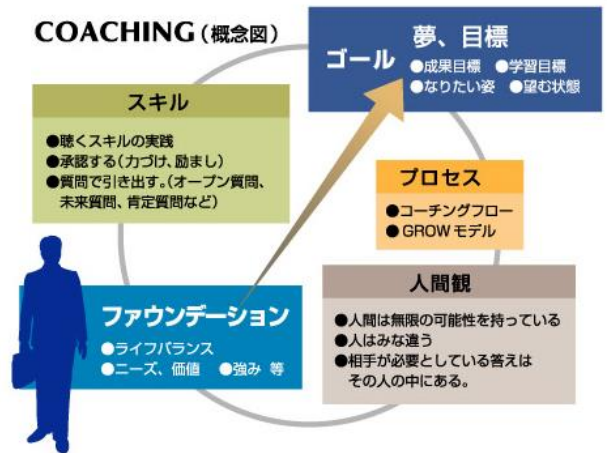 COACHING(概念図)
夢、目標
ゴール
●成果目標 ●学習目標
●なりたい姿 ●望む状態
スキル
●聴くスキルの実践
●承認する(力づけ、励まし)
●質問で引き出す。(オープン質問、
未来質問、肯定質問など)
プロセス
●コーチングフロー
●GROWモデル
ファウンデーション
●ライフバランス
●ニーズ、価値 ●強み 等
人間観
●人間は無限の可能性を持っている
●人はみな違う
●相手が必要としている答えは
その人の中にある。